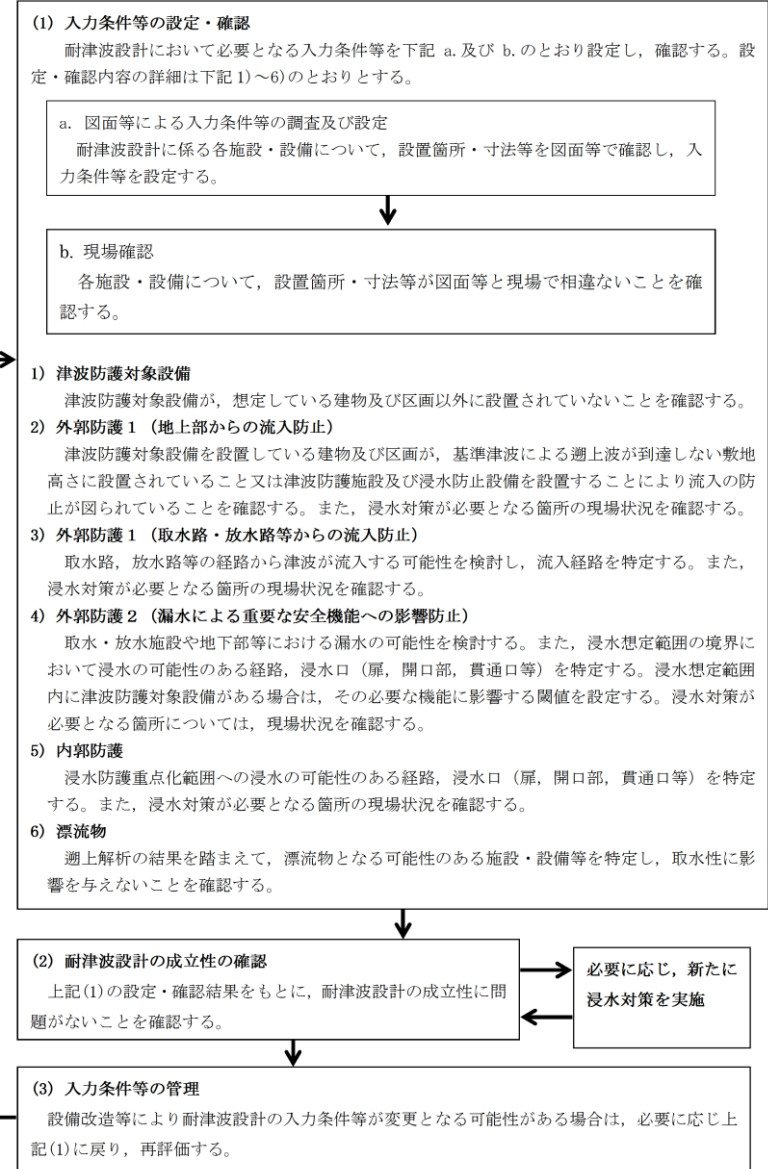 (1) 入力条件等の設定・確認
耐津波設計において必要となる入力条件等を下記 a.及び b.のとおり設定し，確認する。設
定・確認内容の詳細は下記1)～6)のとおりとする。
a. 図面等による入力条件等の調査及び設定
耐津波設計に係る各施設・設備について，設置箇所・寸法等を図面等で確認し，入
力条件等を設定する。
b. 現場確認
各施設・設備について，設置箇所・寸法等が図面等と現場で相違ないことを確
認する。
1) 津波防護対象設備
津波防護対象設備が，想定している建物及び区画以外に設置されていないことを確認する。
2) 外郭防護１（地上部からの流入防止）
津波防護対象設備を設置している建物及び区画が，基準津波による遡上波が到達しない敷地
高さに設置されていること又は津波防護施設及び浸水防止設備を設置することにより流入の防
止が図られていることを確認する。また，浸水対策が必要となる箇所の現場状況を確認する。
3) 外郭防護１（取水路・放水路等からの流入防止）
取水路，放水路等の経路から津波が流入する可能性を検討し，流入経路を特定する。また，
浸水対策が必要となる箇所の現場状況を確認する。
4) 外郭防護２（漏水による重要な安全機能への影響防止）
取水・放水施設や地下部等における漏水の可能性を検討する。また，浸水想定範囲の境界に
おいて浸水の可能性のある経路，浸水口（扉，開口部，貫通口等）を特定する。浸水想定範囲
内に津波防護対象設備がある場合は，その必要な機能に影響する閾値を設定する。浸水対策が
必要となる箇所については，現場状況を確認する。
5) 内郭防護
浸水防護重点化範囲への浸水の可能性のある経路，浸水口（扉，開口部，貫通口等）を特定
する。また，浸水対策が必要となる箇所の現場状況を確認する。
6) 漂流物
遡上解析の結果を踏まえて，漂流物となる可能性のある施設・設備等を特定し，取水性に影
響を与えないことを確認する。
(2) 耐津波設計の成立性の確認
上記(1)の設定・確認結果をもとに，耐津波設計の成立性に問
題がないことを確認する。
必要に応じ，新たに
浸水対策を実施
(3) 入力条件等の管理
設備改造等により耐津波設計の入力条件等が変更となる可能性がある場合は，必要に応じ上
記(1)に戻り，再評価する。